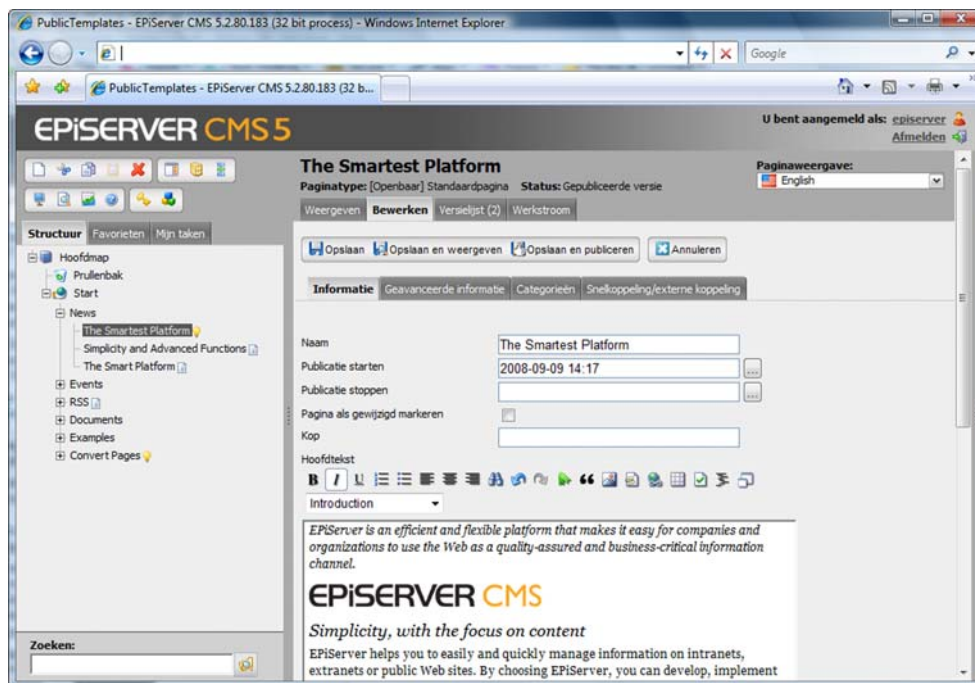 PublicTemplates - EPiServer CMS 5.2.80.183 (32 bit process) - Windows Internet Explorer
Google
PublicTemplates - EPiServer CMS 5.2.80.183 (32 b...
EPiSERVER CMS 5
U bent aangemeld als: episerver
Afmelden
The Smartest Platform
Paginatype: [Openbaar] Standaardpagina Status: Gepubliceerde versie
Paginaweergave:
English
Weergeven Bewerken Versielijst (2) Werkstroom
Structuur Favorieten Mijn taken
Hoofdmap
Prullenbak
Start
News
The Smartest Platform
Simplicity and Advanced Functions
The Smart Platform
Events
RSS
Documents
Examples
Convert Pages
Zoeken:
Opslaan Opslaan en weergeven Opslaan en publiceren Annuleren
Informatie Geavanceerde informatie Categorieën Snelkoppeling/externe koppeling
Naam The Smartest Platform
Publicatie starten 2008-09-09 14:17 ...
Publicatie stoppen ...
Pagina als gewijzigd markeren
Kop
Hoofdtekst
B I U
Introduction
EPiServer is an efficient and flexible platform that makes it easy for companies and
organizations to use the Web as a quality-assured and business-critical information
channel.
EPiSERVER CMS
Simplicity, with the focus on content
EPiServer helps you to easily and quickly manage information on intranets,
extranets or public Web sites. By choosing EPiServer, you can develop, implement